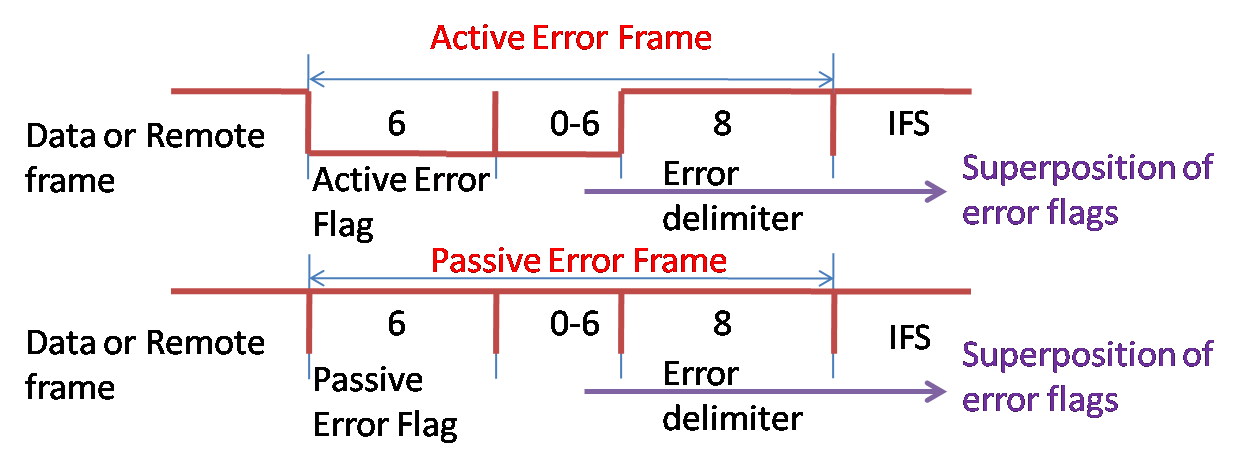 Active Error Frame
6
0-6
8
IFS
Data or Remote
frame
Active Error
Flag
Error
delimiter
Superposition of
error flags
Passive Error Frame
6
0-6
8
IFS
Data or Remote
frame
Passive
Error Flag
Error
delimiter
Superposition of
error flags